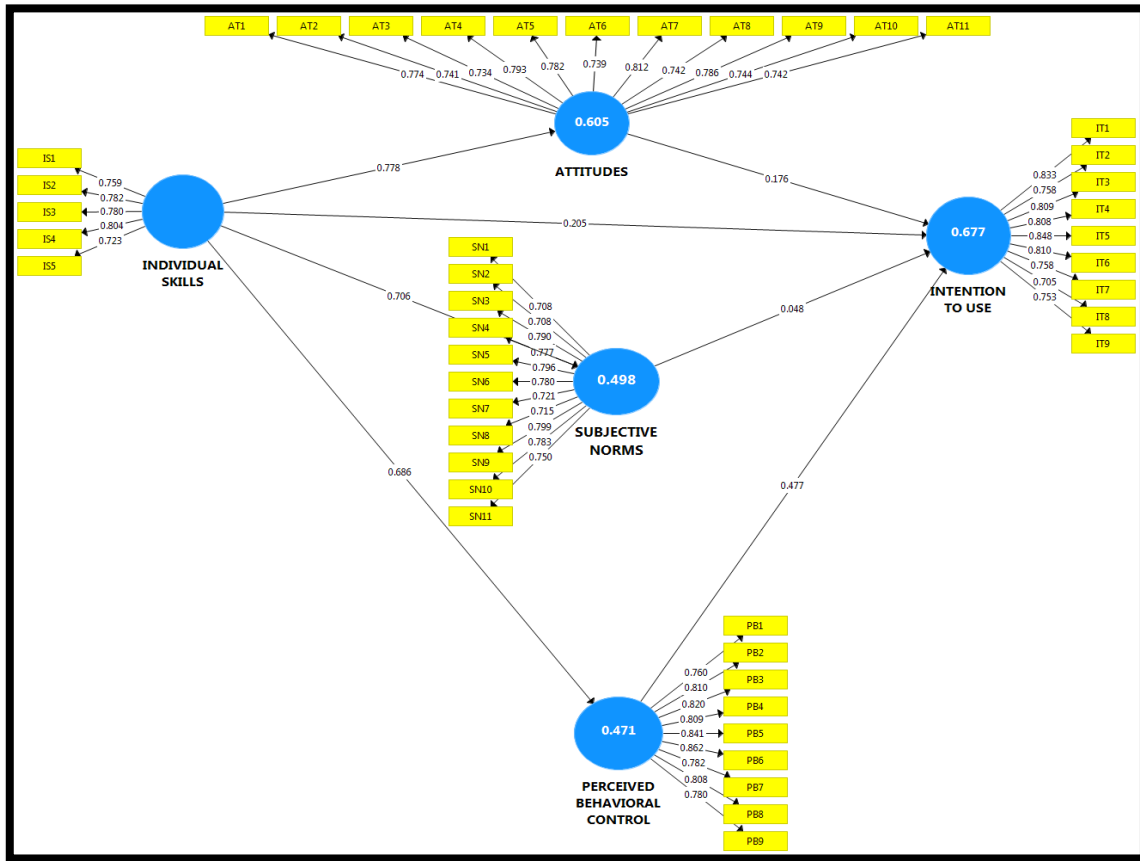 AT1 AT2 AT3 AT4 AT5 AT6 AT7 AT8 AT9 AT10 AT11
0.774 0.741 0.734 0.793 0.782 0.739 0.812 0.742 0.786 0.744 0.742
0.605
ATTITUDES
IS1
IS2
IS3
IS4
IS5
0.759
0.782
0.780
0.804
0.723
INDIVIDUAL
SKILLS
0.778
0.176
0.205
0.706
0.048
0.686
0.477
IT1
IT2
IT3
IT4
IT5
IT6
IT7
IT8
IT9
0.833
0.758
0.809
0.808
0.848
0.810
0.758
0.705
0.753
0.677
INTENTION
TO USE
SN1
SN2
SN3
SN4
SN5
SN6
SN7
SN8
SN9
SN10
SN11
0.708
0.708
0.790
0.777
0.796
0.780
0.721
0.715
0.799
0.783
0.750
0.498
SUBJECTIVE
NORMS
PB1
PB2
PB3
PB4
PB5
PB6
PB7
PB8
PB9
0.760
0.810
0.820
0.809
0.841
0.862
0.782
0.808
0.780
0.471
PERCEIVED
BEHAVIORAL
CONTROL